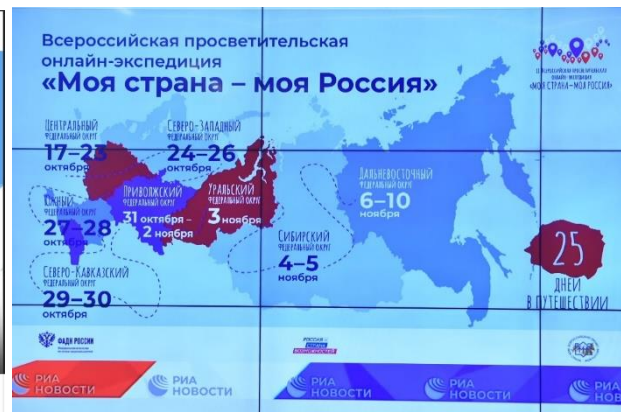 Всероссийская просветительская
онлайн-экспедиция
«Моя страна – моя Россия»
«МОЯ СТРАНА–МОЯ РОССИЯ»
Центральный
федеральный округ
17–23
октября
Северо-Западный
федеральный округ
24–26
октября
Южный
федеральный округ
27–28
октября
Приволжский
федеральный округ
31 октября –
2 ноября
Уральский
федеральный округ
3 ноября
Дальневосточный
федеральный округ
6–10
ноября
Сибирский
федеральный округ
4–5
ноября
Северо-Кавказский
федеральный округ
29–30
октября
25
ДНЕЙ
В ПУТЕШЕСТВИИ
ФАДН РОССИИ
РОССИЯ –
СТРАНА
ВОЗМОЖНОСТЕЙ
РИА
НОВОСТИ
РИА
НОВОСТИ
РИА
НОВОСТИ
РИА
НОВОСТИ
РИА
НОВ